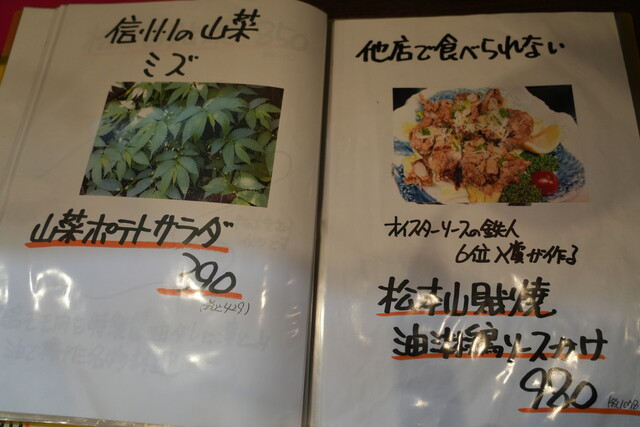 信州の山菜
ミズ
山菜ポテトサラダ
390
他店で食べられない
オイスターソースの鉄人
6位入賞が作る
松本山賊焼
油淋鶏ソースかけ
980